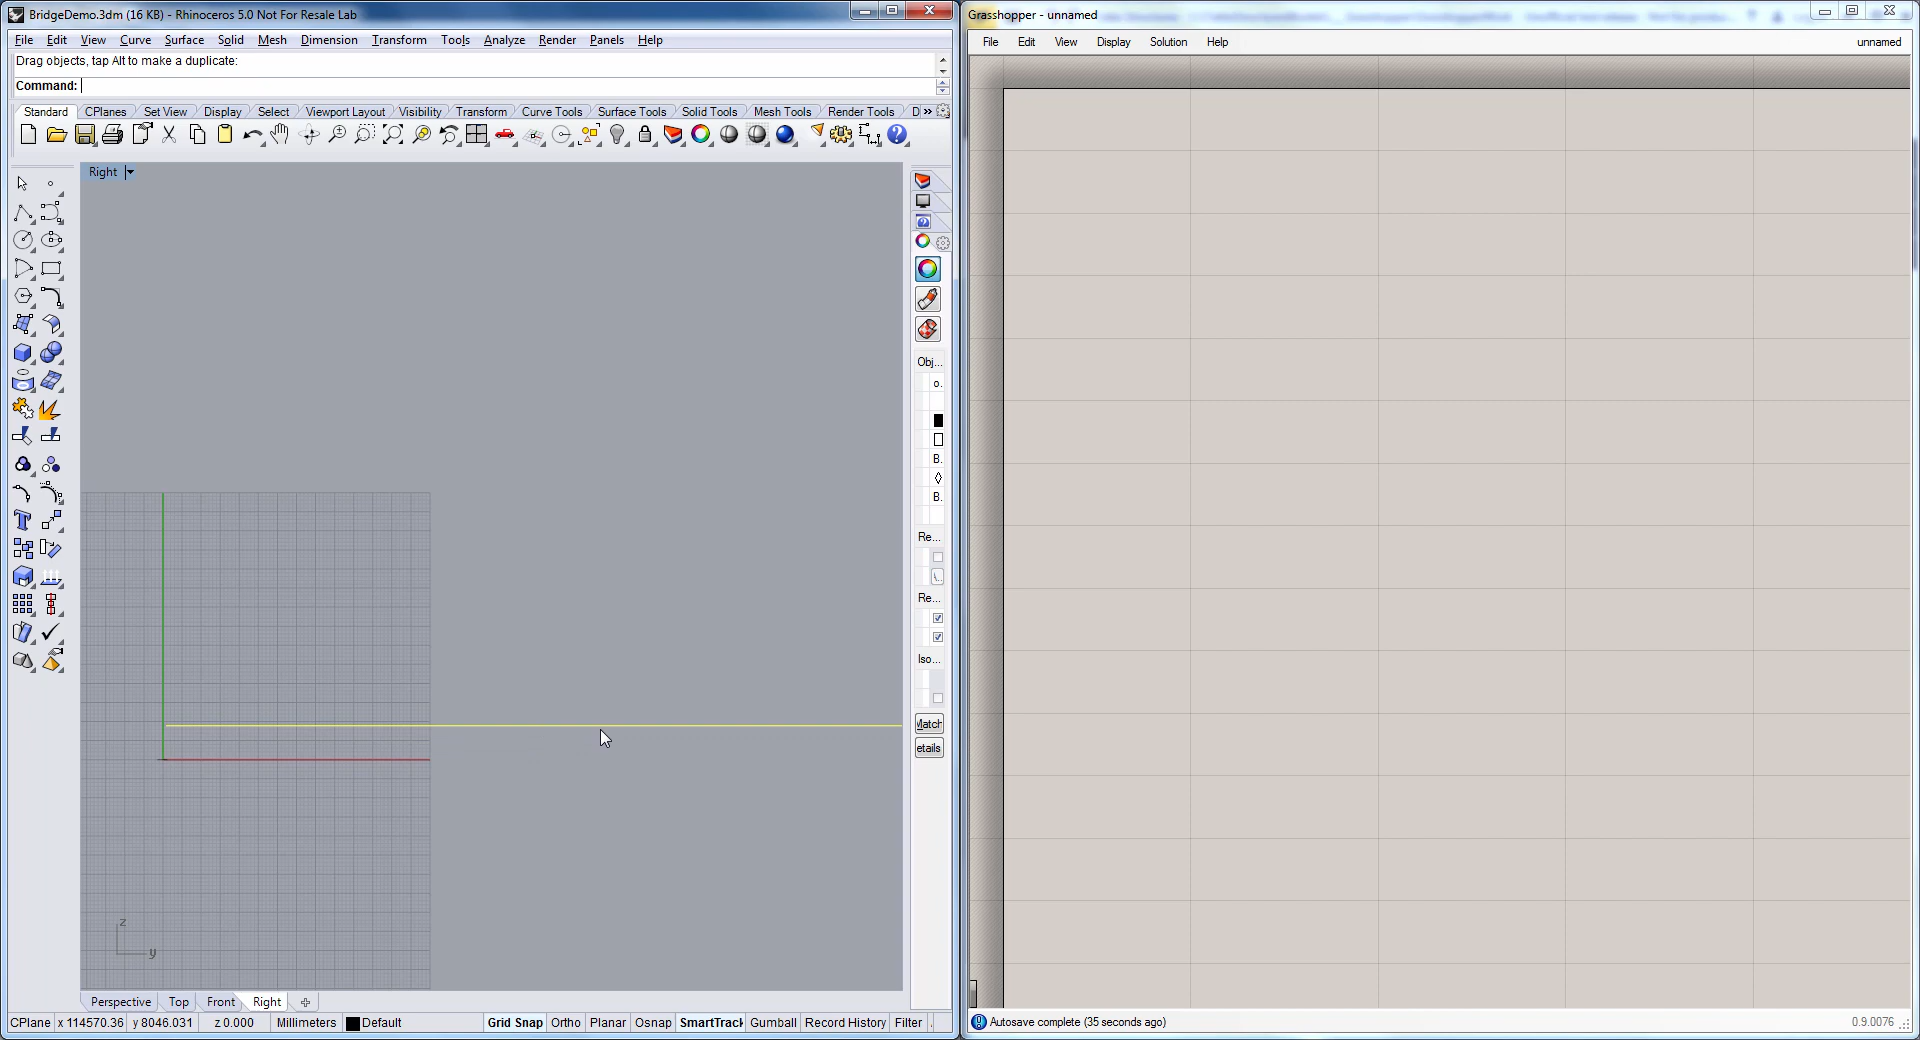 BridgeDemo.3dm (16 KB) - Rhinoceros 5.0 Not For Resale Lab
File Edit View Curve Surface Solid Mesh Dimension Transform Tools Analyze Render Panels Help
Drag objects, tap Alt to make a duplicate:
Command:
Standard CPlanes Set View Display Select Viewport Layout Visibility Transform Curve Tools Surface Tools Solid Tools Mesh Tools Render Tools D »
Right
Obj...
o.
B.
B.
Re...
Re...
Iso...
Match
etails
z
y
Perspective Top Front Right
CPlane x 114570.36 y 8046.031 z 0.000 Millimeters Default Grid Snap Ortho Planar Osnap SmartTrack Gumball Record History Filter
Grasshopper - unnamed
File Edit View Display Solution Help unnamed
Autosave complete (35 seconds ago) 0.9.0076